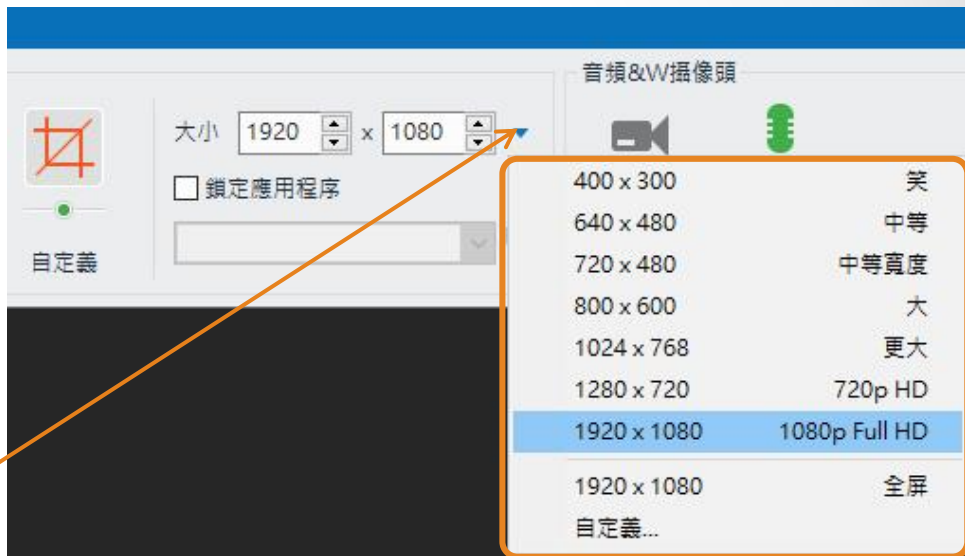 音頻&W攝像頭
大小 1920 x 1080
鎖定應用程序
自定義
400 x 300 笑
640 x 480 中等
720 x 480 中等寬度
800 x 600 大
1024 x 768 更大
1280 x 720 720p HD
1920 x 1080 1080p Full HD
1920 x 1080 全屏
自定義...